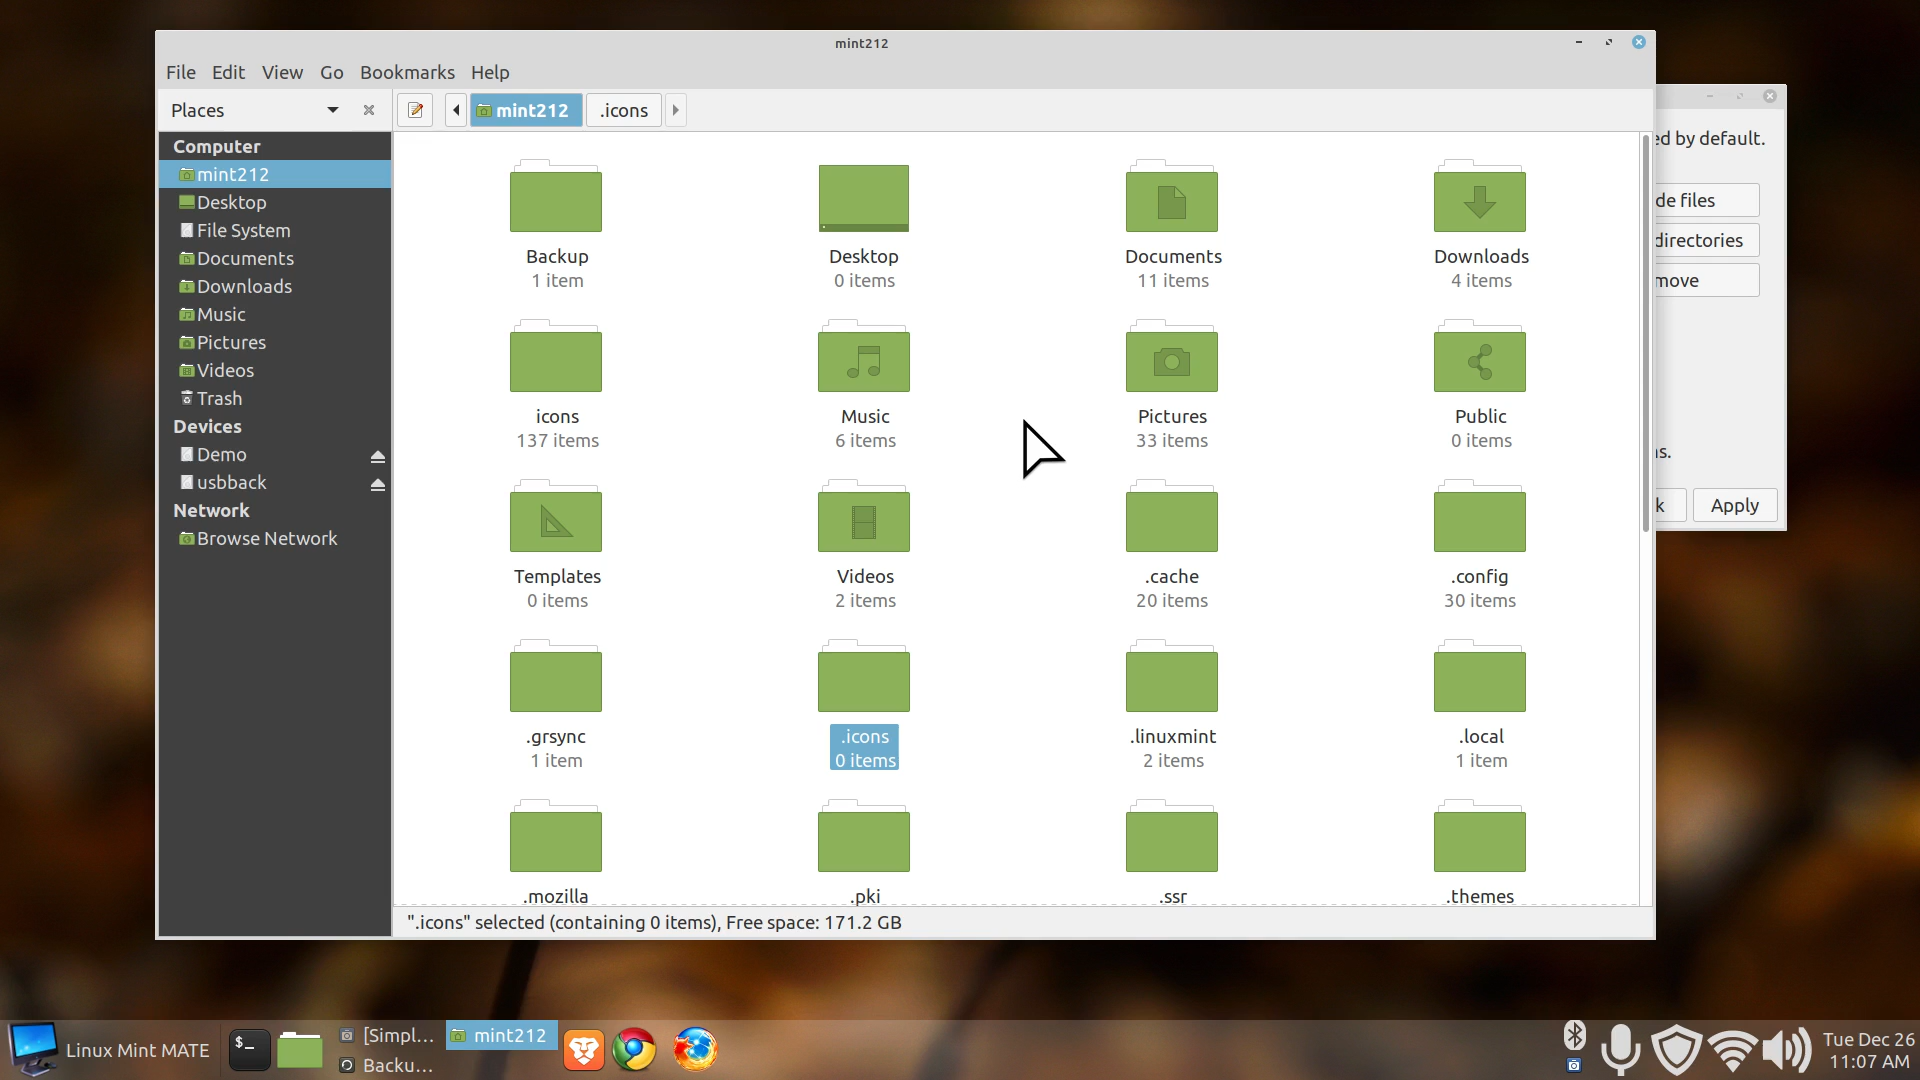 mint212
File Edit View Go Bookmarks Help
Places
mint212
.icons
Computer
mint212
Desktop
File System
Documents
Downloads
Music
Pictures
Videos
Trash
Devices
Demo
usbback
Network
Browse Network
Backup
1 item
Desktop
0 items
Documents
11 items
Downloads
4 items
icons
137 items
Music
6 items
Pictures
33 items
Public
0 items
Templates
0 items
Videos
2 items
.cache
20 items
.config
30 items
.grsync
1 item
.icons
0 items
.linuxmint
2 items
.local
1 item
.mozilla
.pki
.ssr
.themes
".icons" selected (containing 0 items), Free space: 171.2 GB
ed by default.
de files
directories
move
ns.
k
Apply
Linux Mint MATE
[Simpl...
Backu...
mint212
Tue Dec 26
11:07 AM